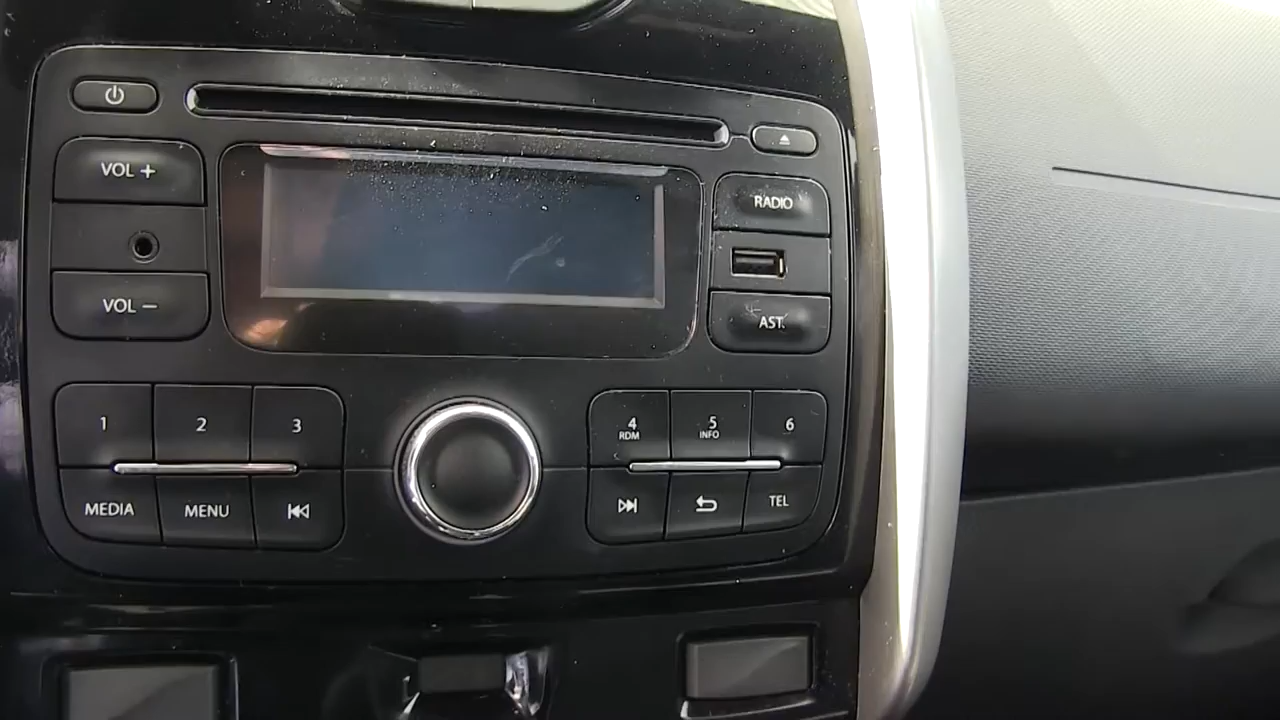 VOL +
RADIO
VOL –
AST.
1
2
3
4
RDM
5
INFO
6
MEDIA
MENU
TEL